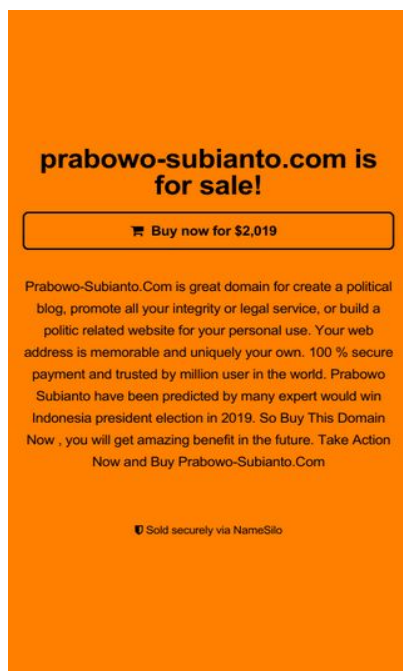 prabowo-subianto.com is
for sale!
Buy now for $2,019
Prabowo-Subianto.Com is great domain for create a political
blog, promote all your integrity or legal service, or build a
politic related website for your personal use. Your web
address is memorable and uniquely your own. 100 % secure
payment and trusted by million user in the world. Prabowo
Subianto have been predicted by many expert would win
Indonesia president election in 2019. So Buy This Domain
Now , you will get amazing benefit in the future. Take Action
Now and Buy Prabowo-Subianto.Com
Sold securely via NameSilo